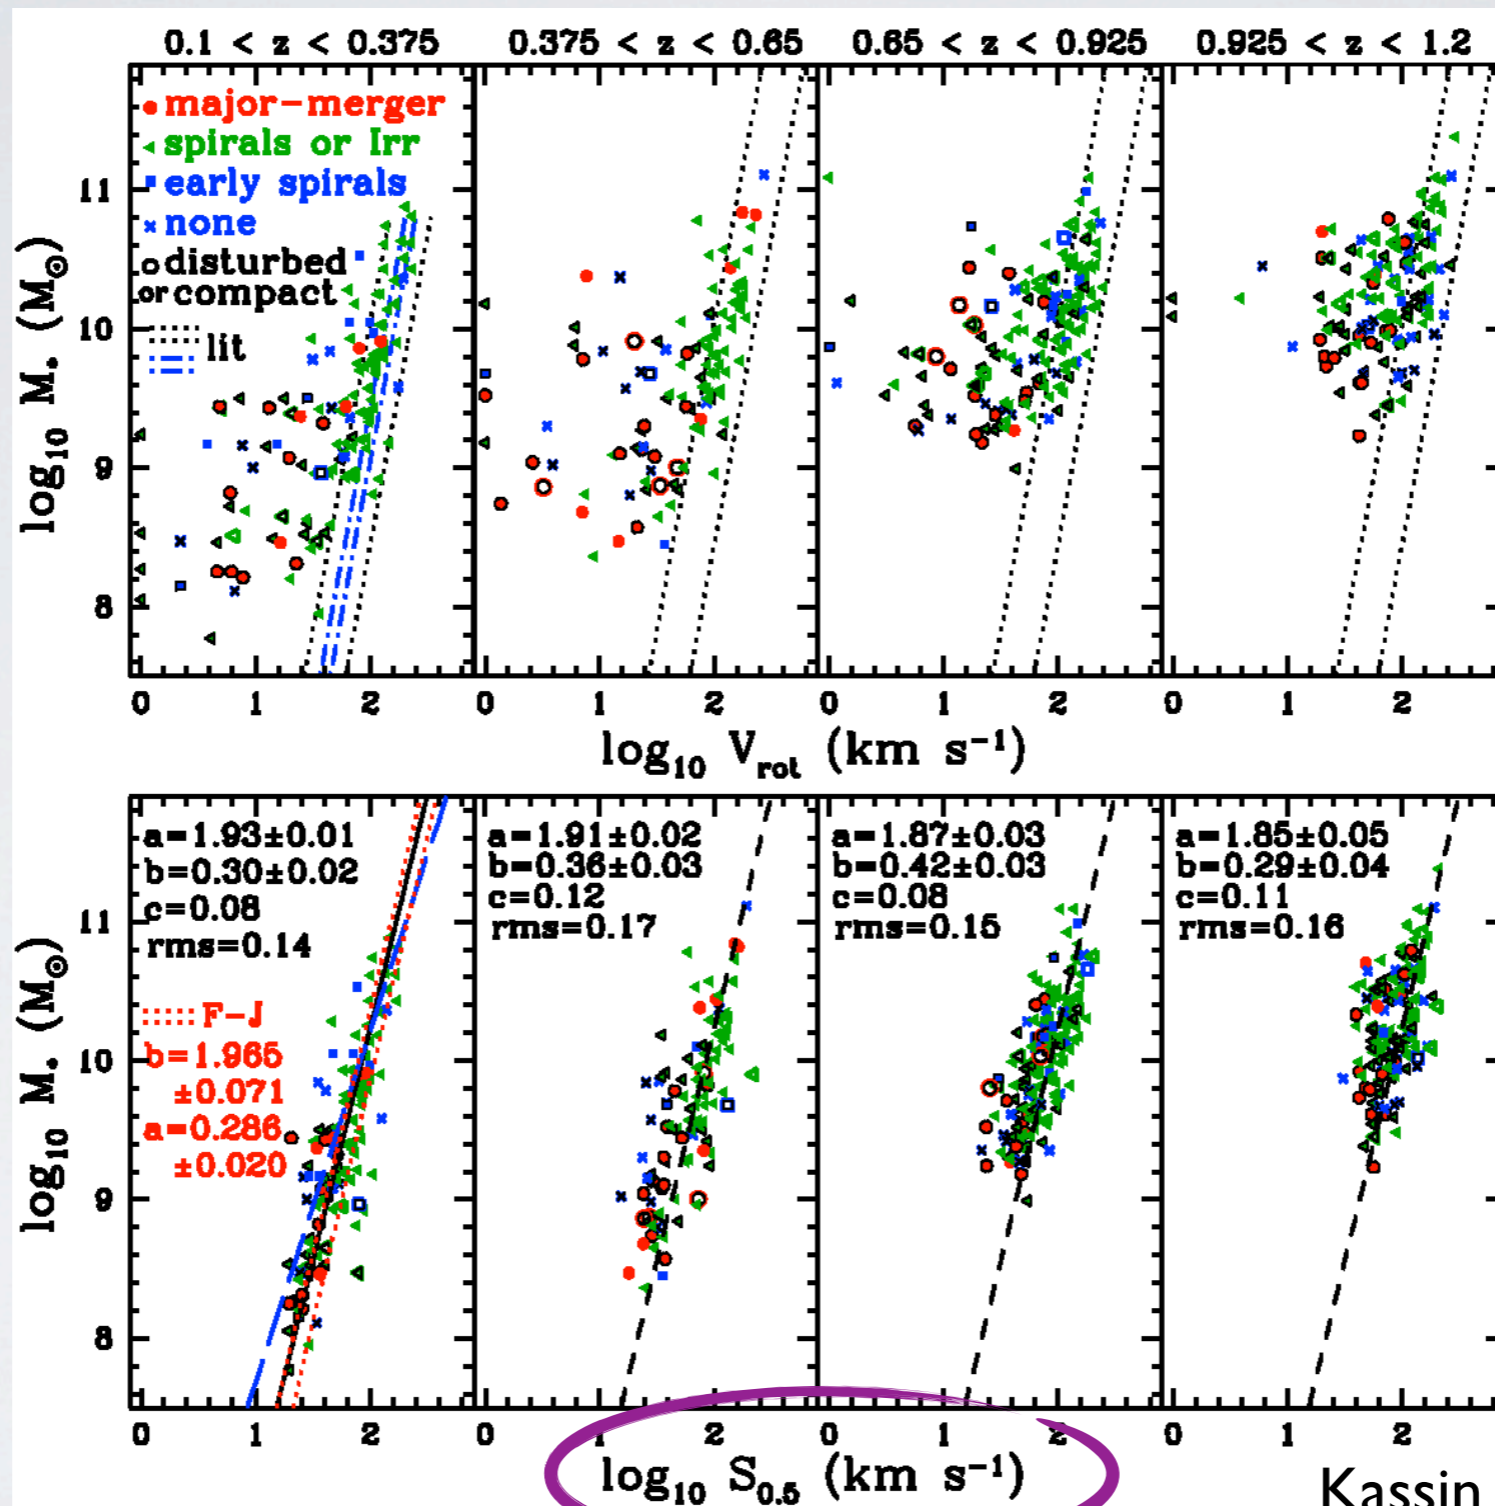 0.1 < z < 0.375
0.375 < z < 0.65
0.65 < z < 0.925
0.925 < z < 1.2
major-merger
spirals or Irr
early spirals
none
disturbed
or compact
lit
log₁₀ M. (M⊙)
11
10
9
8
0 1 2
0 1 2
0 1 2
0 1 2
log₁₀ Vrot (km s⁻¹)
a=1.93±0.01
b=0.30±0.02
c=0.08
rms=0.14
F-J
b=1.965
±0.071
a=0.286
±0.020
a=1.91±0.02
b=0.36±0.03
c=0.12
rms=0.17
a=1.87±0.03
b=0.42±0.03
c=0.08
rms=0.15
a=1.85±0.05
b=0.29±0.04
c=0.11
rms=0.16
log₁₀ M. (M⊙)
11
10
9
8
0 1 2
0 1 2
0 1 2
0 1 2
log₁₀ S₀.₅ (km s⁻¹)
Kassin